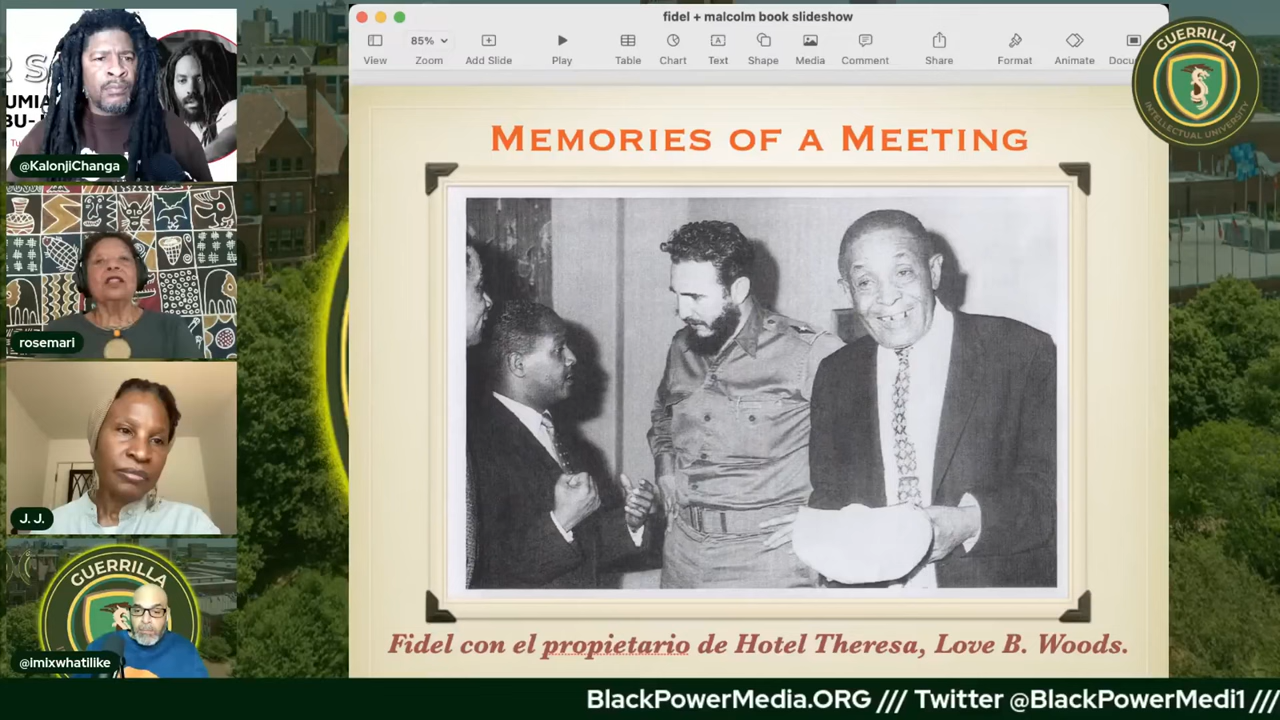 fidel + malcolm book slideshow
View
85%
Zoom
Add Slide
Play
Table
Chart
Text
Shape
Media
Comment
Share
Format
Animate
GUERRILLA
INTELLECTUAL UNIVERSITY
MEMORIES OF A MEETING
Fidel con el propietario de Hotel Theresa, Love B. Woods.
@KalonjiChanga
rosemari
J. J.
GUERRILLA
@imixwhatilike
BlackPowerMedia.ORG /// Twitter @BlackPowerMedi1 ///